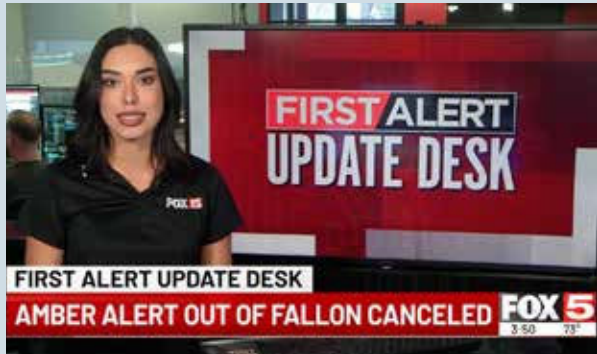 FIRST ALERT
UPDATE DESK
FOX 5
FIRST ALERT UPDATE DESK
AMBER ALERT OUT OF FALLON CANCELED
FOX 5
3:50 73°